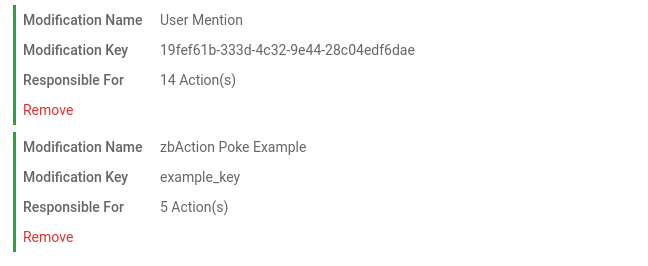 Modification Name User Mention
Modification Key 19fef61b-333d-4c32-9e44-28c04edf6dae
Responsible For 14 Action(s)
Remove
Modification Name zbAction Poke Example
Modification Key example_key
Responsible For 5 Action(s)
Remove